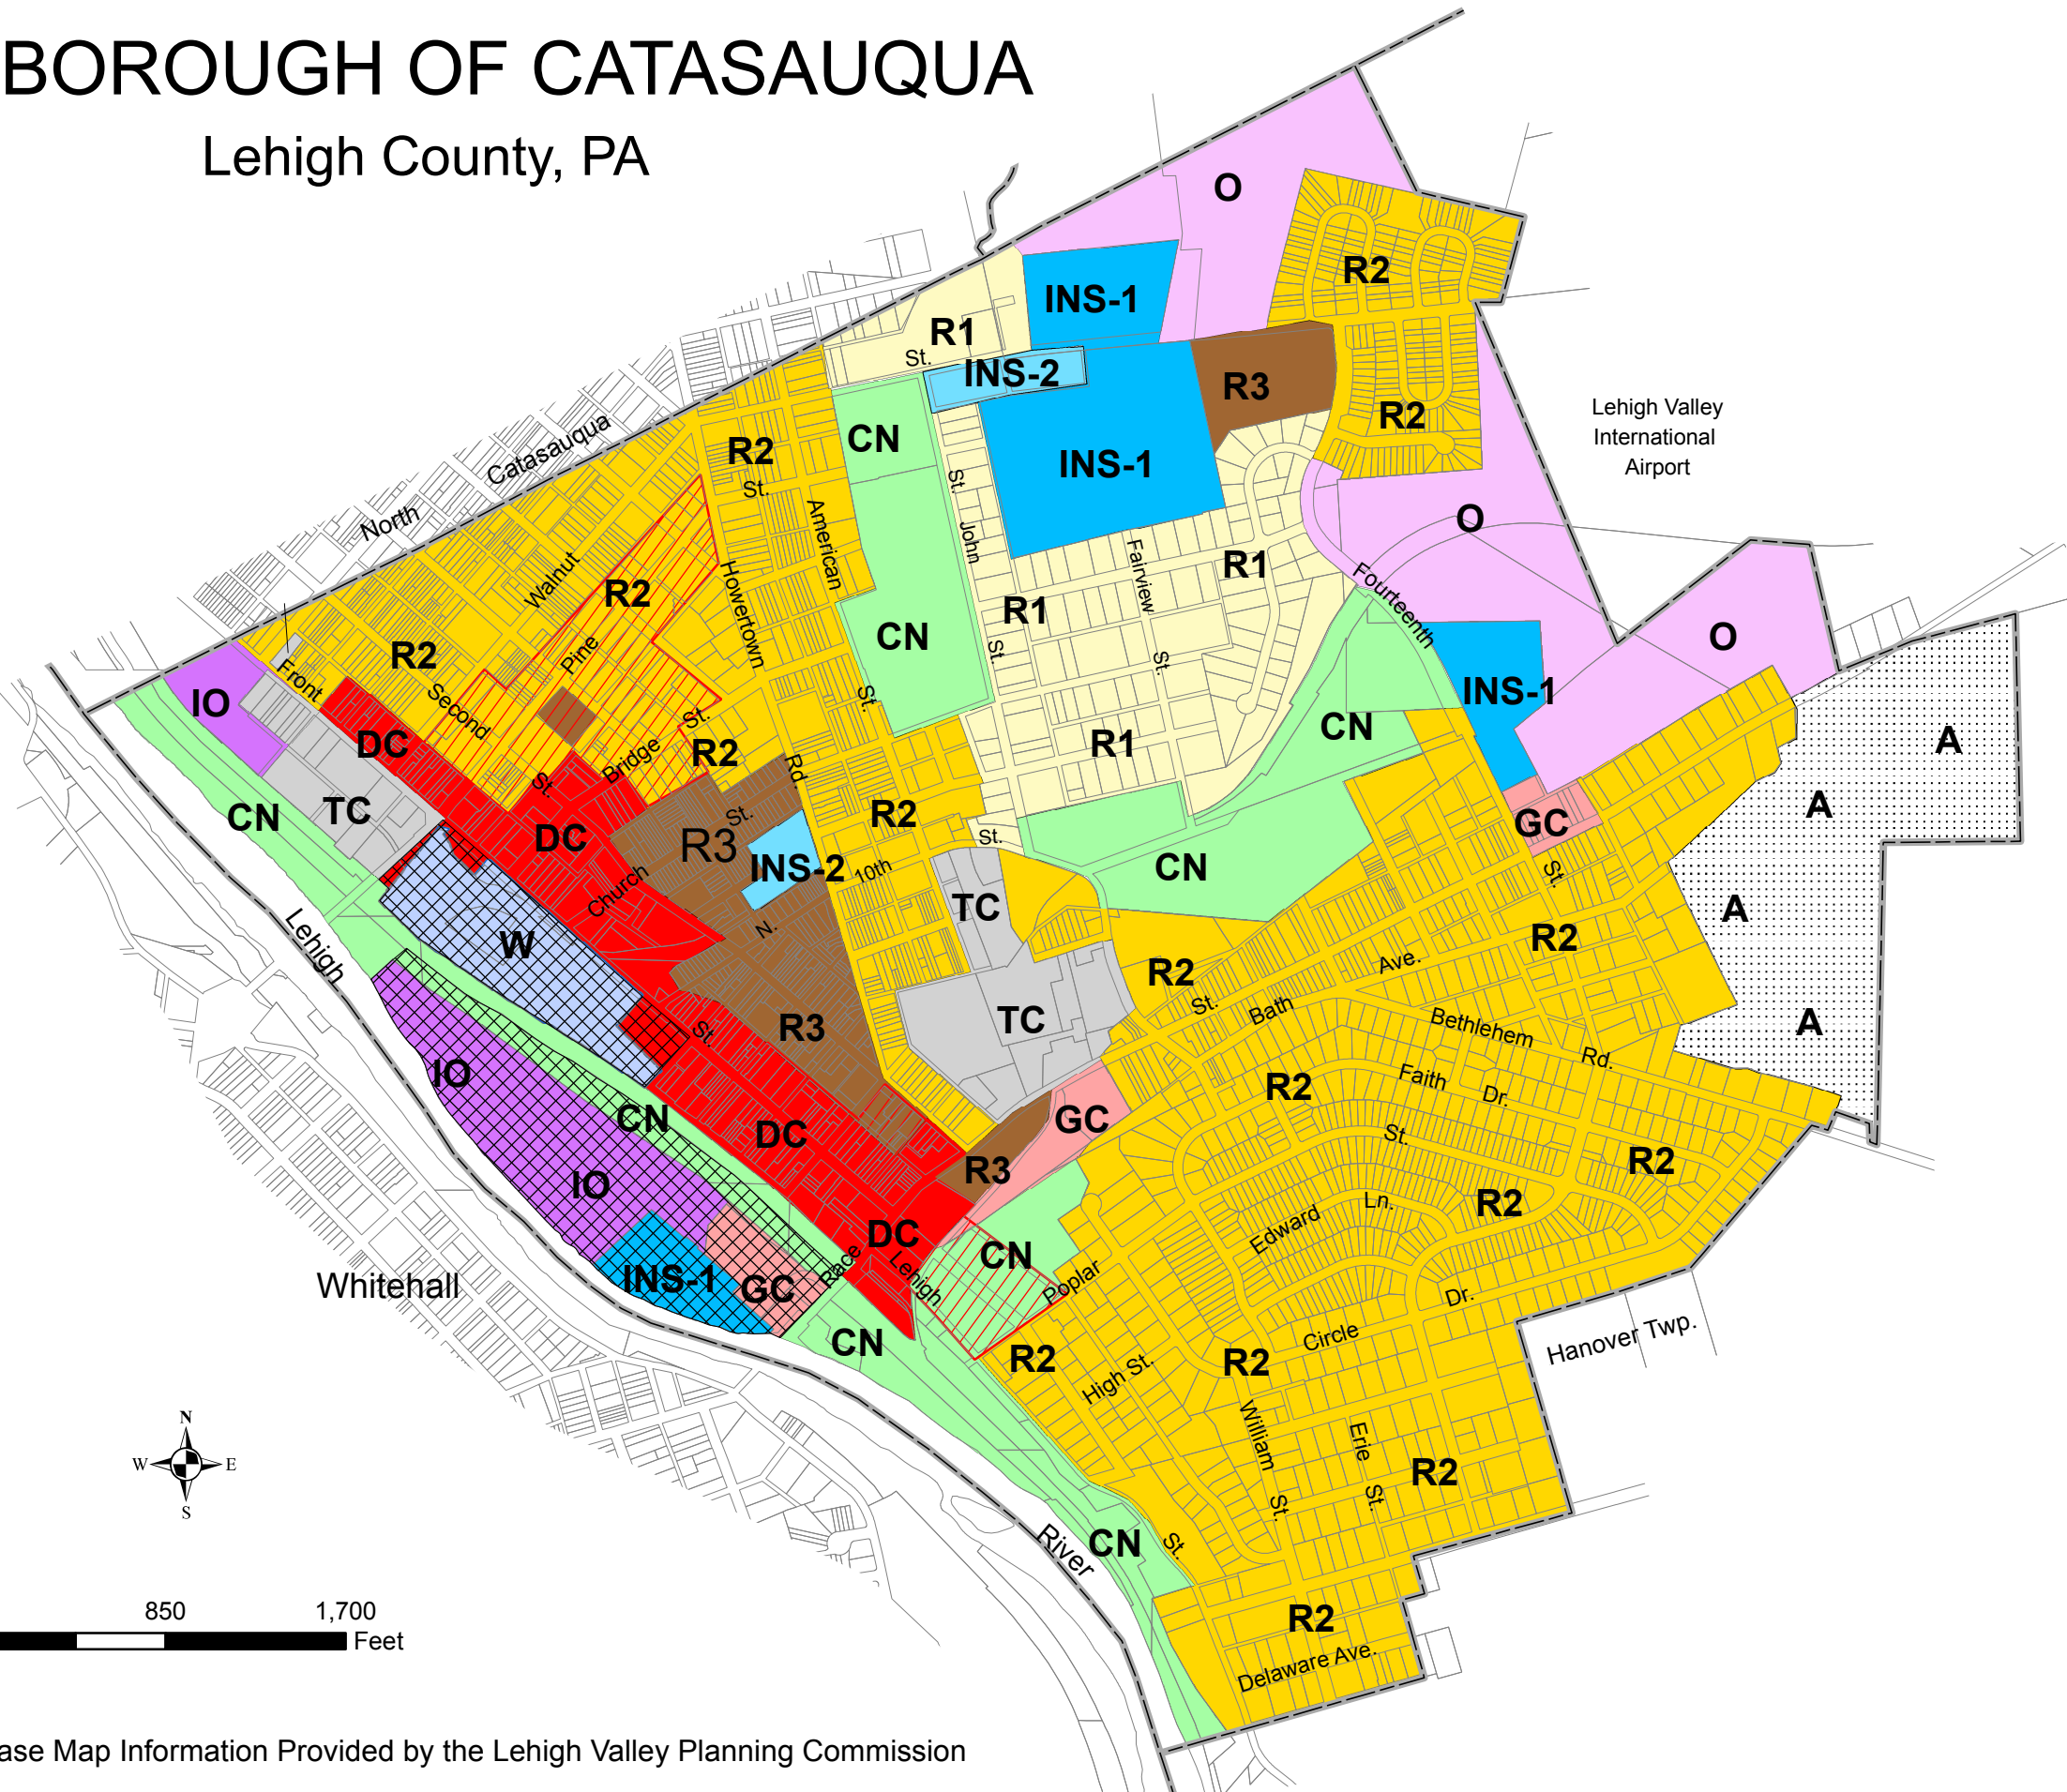 BOROUGH OF CATASAUQUA
Lehigh County, PA
O
R2
INS-1
R1
St.
INS-2
R3
R2
Lehigh Valley
International
Airport
CN
R2
St.
INS-1
North
Catasauqua
St.
American
John
O
Walnut
R2
Howertown
Fairview
R1
Fourteenth
R1
CN
St.
St.
O
R2
Pine
Front
Second
IO
St.
St.
INS-1
CN
R1
A
DC
Bridge
R2
St.
Rd.
CN
TC
DC
St.
R3
R2
St.
GC
A
INS-2
10th
CN
St.
Church
TC
A
N.
R2
Lehigh
W
Ave.
R2
St.
Bath
R3
St.
TC
A
Bethlehem
Rd.
IO
Faith
Dr.
R2
CN
DC
GC
St.
R2
R3
IO
Ln.
R2
Edward
DC
CN
Race
Lehigh
Poplar
Whitehall
INS-1
GC
Dr.
Hanover Twp.
CN
R2
Circle
High St.
R2
N
W
E
S
William
Erie
R2
St.
St.
River
CN
St.
850
1,700
Feet
R2
Delaware Ave.
ase Map Information Provided by the Lehigh Valley Planning Commission